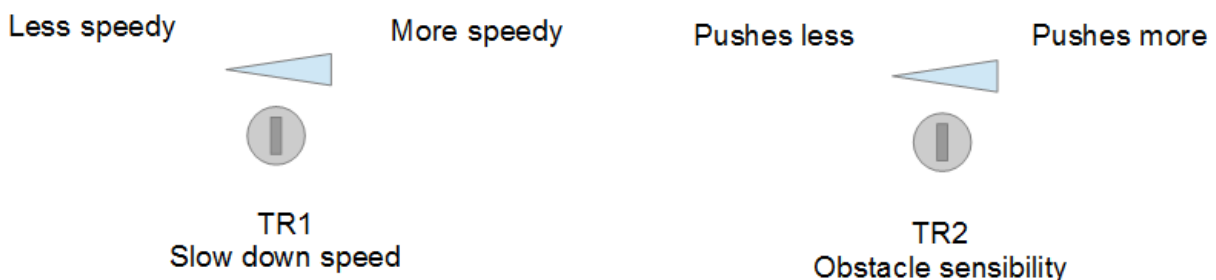 Less speedy
More speedy
TR1
Slow down speed
Pushes less
Pushes more
TR2
Obstacle sensibility